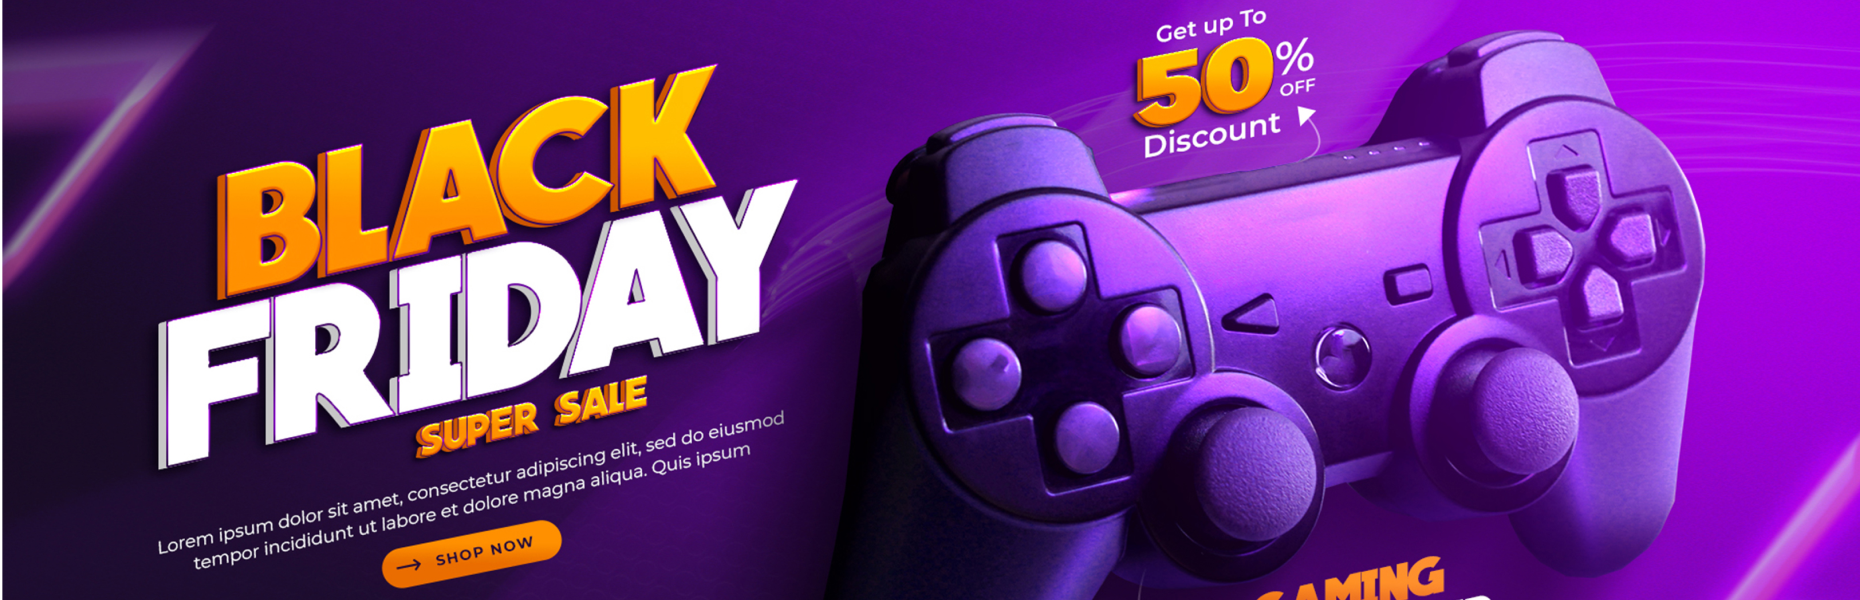 BLACK
FRIDAY
SUPER SALE
Lorem ipsum dolor sit amet, consectetur adipiscing elit, sed do eiusmod
tempor incididunt ut labore et dolore magna aliqua. Quis ipsum
→ SHOP NOW
Get up To
50%
OFF
Discount
GAMING